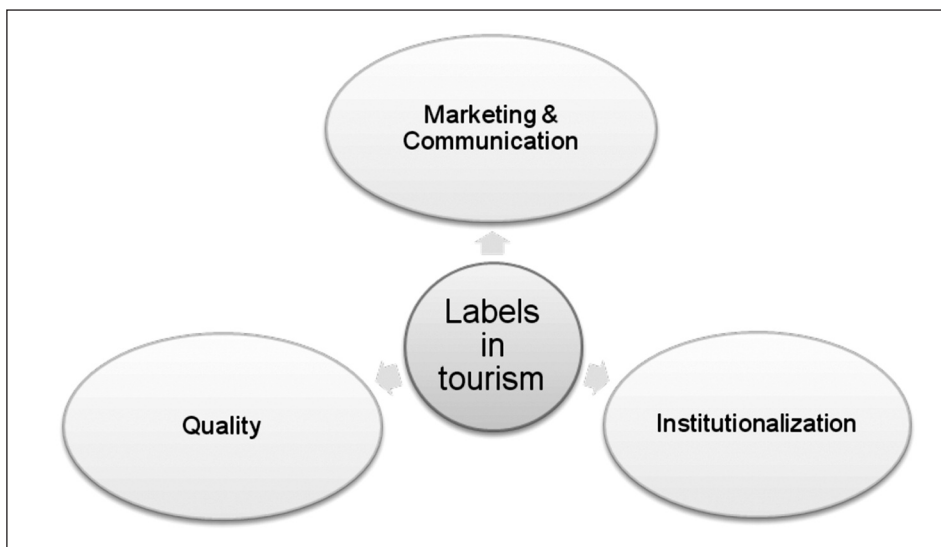 Marketing &
Communication
Labels
in
tourism
Quality
Institutionalization